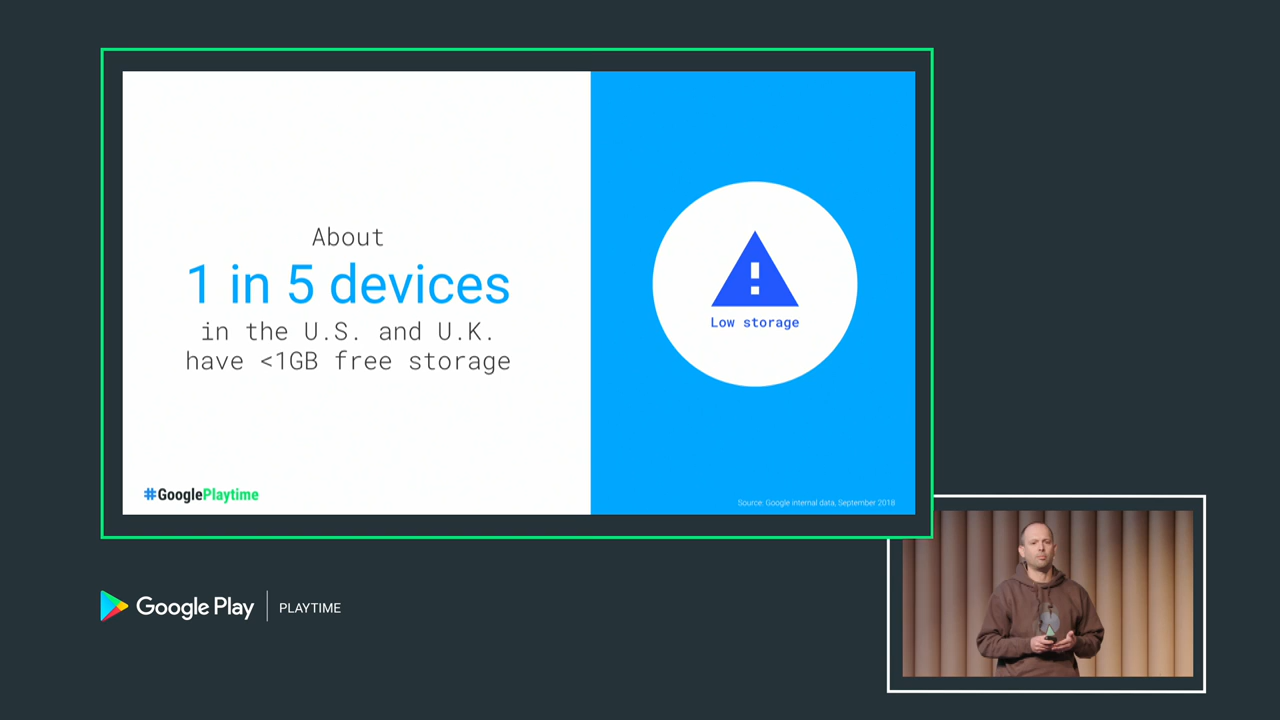 About
1 in 5 devices
in the U.S. and U.K.
have <1GB free storage
Low storage
#GooglePlaytime
Source: Google internal data, September 2018
Google Play PLAYTIME